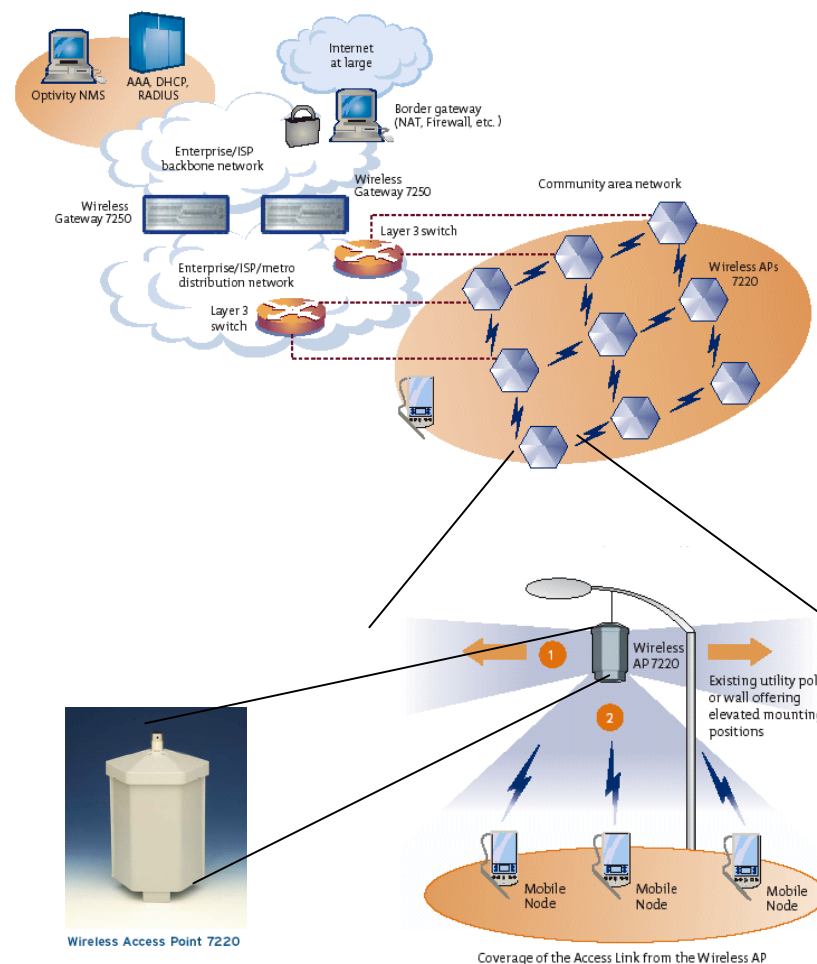 Internet
at large
Optivity NMS
AAA, DHCP,
RADIUS
Border gateway
(NAT, Firewall, etc.)
Enterprise/ISP
backbone network
Wireless
Gateway 7250
Wireless
Gateway 7250
Community area network
Layer 3 switch
Wireless APs
7220
Enterprise/ISP/metro
distribution network
Layer 3
switch
1
Wireless
AP 7220
Existing utility pol
or wall offering
elevated mounting
positions
2
Mobile
Node
Mobile
Node
Mobile
Node
Wireless Access Point 7220
Coverage of the Access Link from the Wireless AP